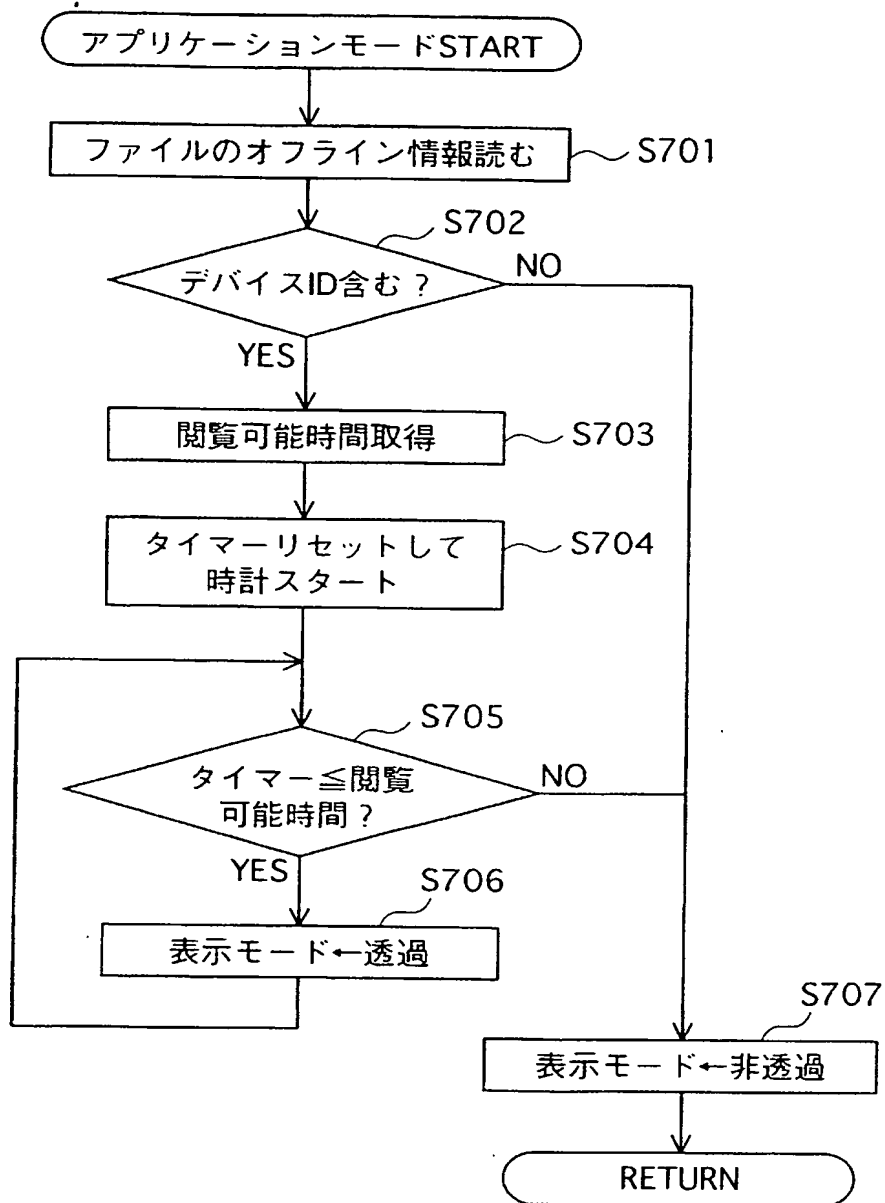 アプリケーションモードSTART
ファイルのオフライン情報読む
S701
S702
デバイスID含む?
NO
YES
閲覧可能時間取得
S703
タイマーリセットして
時計スタート
S704
S705
タイマー≦閲覧
可能時間?
NO
YES
S706
表示モード←透過
S707
表示モード←非透過
RETURN